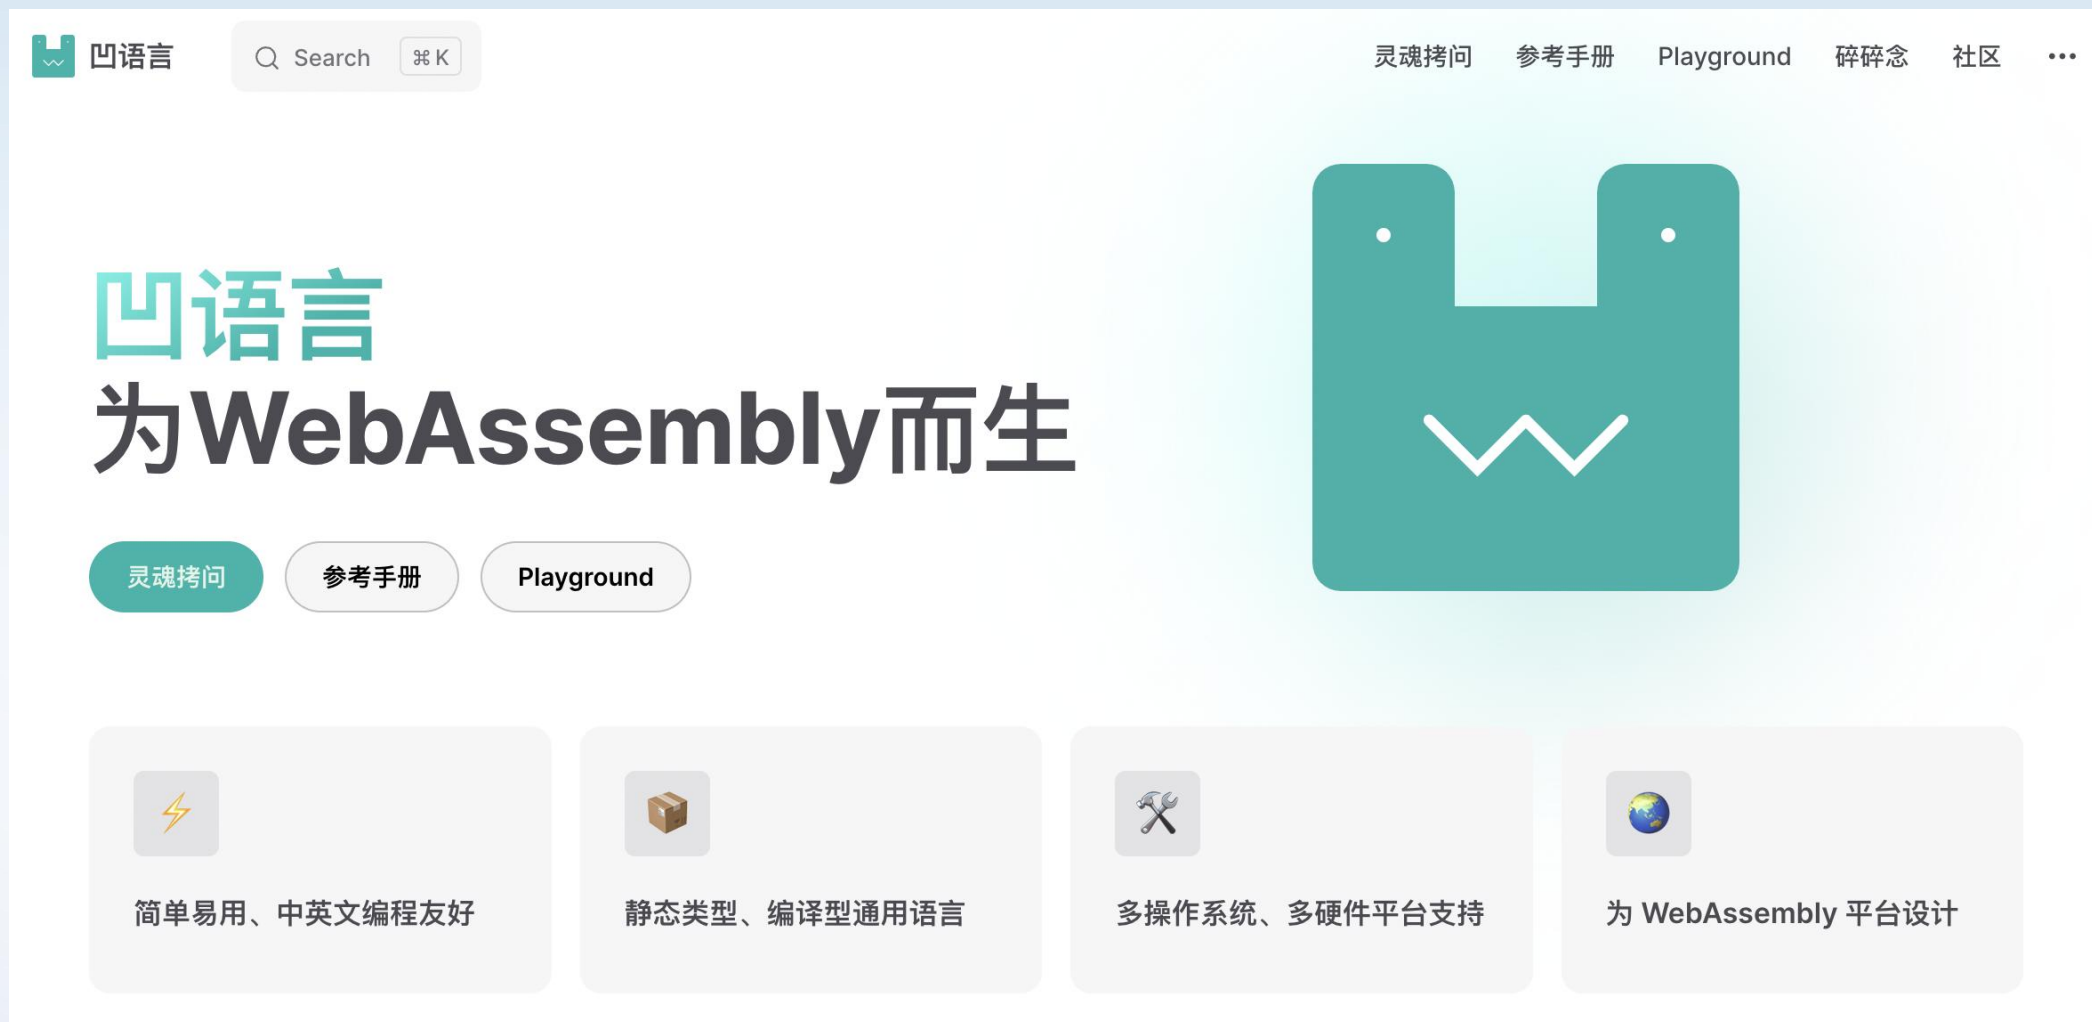 凹语言
Search ⌘ K
灵魂拷问 参考手册 Playground 碎碎念 社区
凹语言
为WebAssembly而生
灵魂拷问 参考手册 Playground
简单易用、中英文编程友好
静态类型、编译型通用语言
多操作系统、多硬件平台支持
为 WebAssembly 平台设计